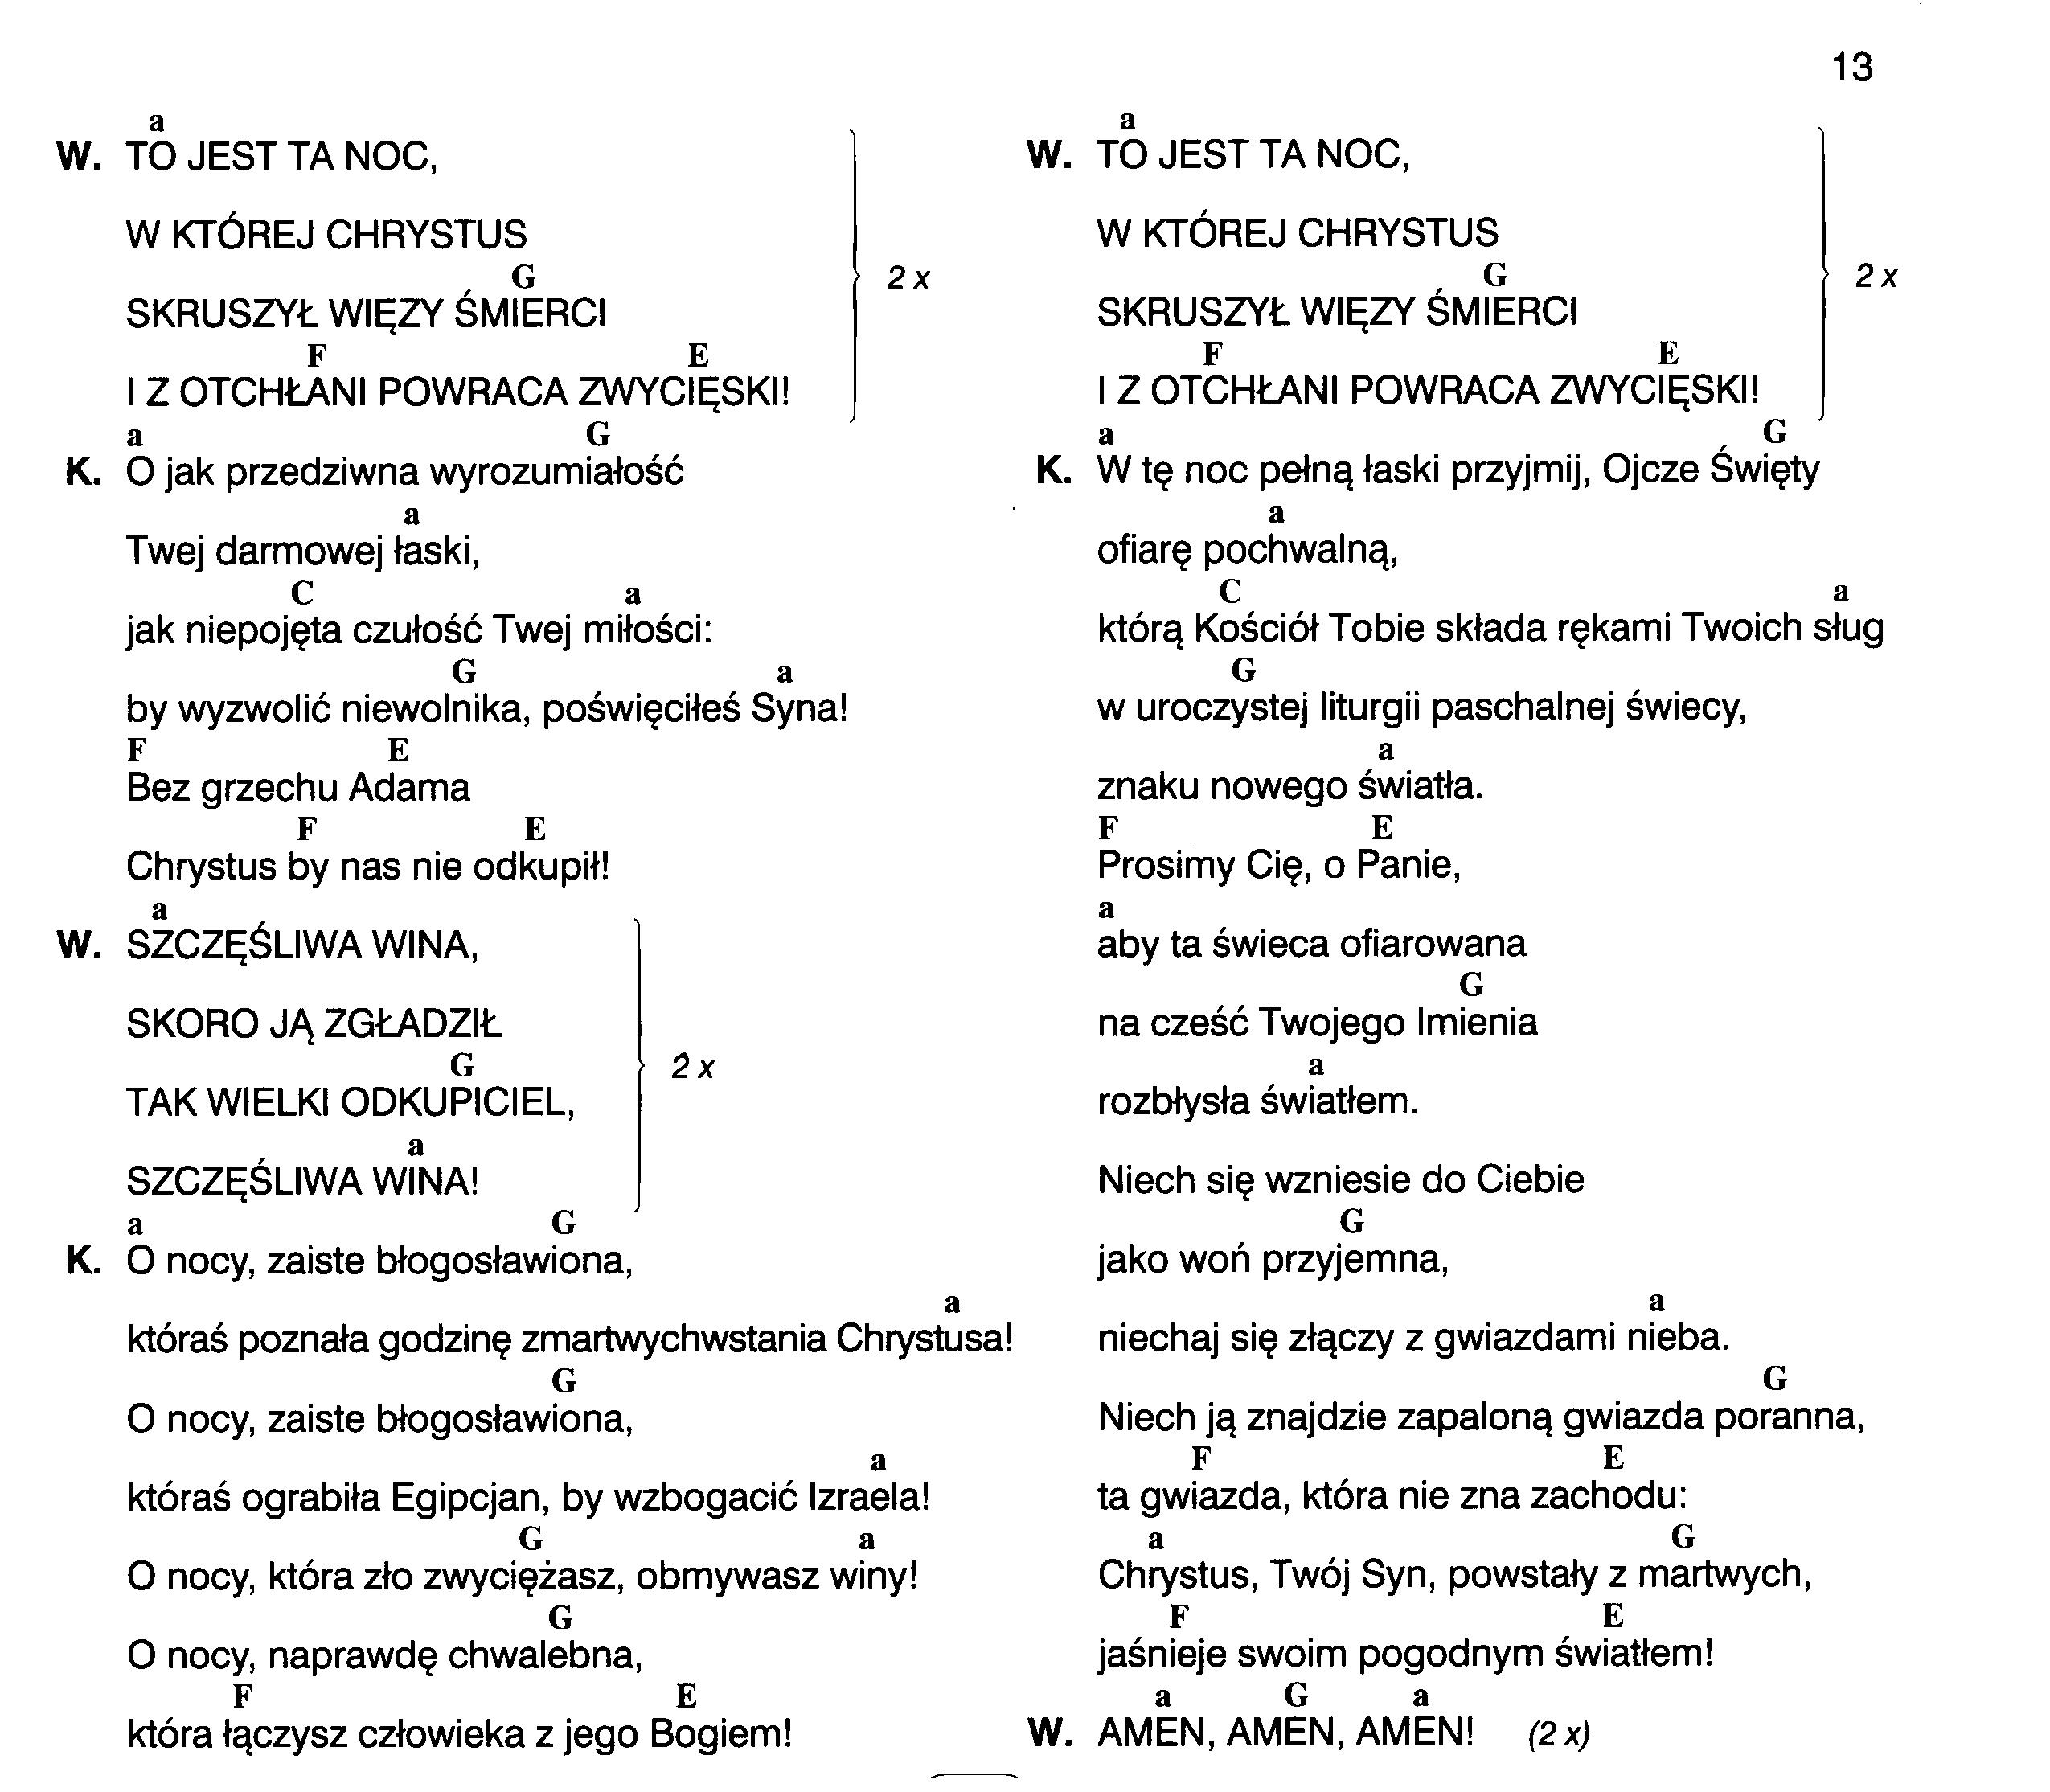 13
a
W. TO JEST TA NOC,
W KTÓREJ CHRYSTUS
G
SKRUSZYŁ WIĘZY ŚMIERCI
F E
I Z OTCHŁANI POWRACA ZWYCIĘSKI!
2 x
a G
K. O jak przedziwna wyrozumiałość
a
Twej darmowej łaski,
C a
jak niepojęta czułość Twej miłości:
G a
by wyzwolić niewolnika, poświęciłeś Syna!
F E
Bez grzechu Adama
F E
Chrystus by nas nie odkupił!
a
W. SZCZĘŚLIWA WINA,
SKORO JĄ ZGŁADZIŁ
G
TAK WIELKI ODKUPICIEL,
a
SZCZĘŚLIWA WINA!
2 x
a G
K. O nocy, zaiste błogosławiona,
a
któraś poznała godzinę zmartwychwstania Chrystusa!
G
O nocy, zaiste błogosławiona,
a
któraś ograbiła Egipcjan, by wzbogacić Izraela!
G a
O nocy, która zło zwyciężasz, obmywasz winy!
G
O nocy, naprawdę chwalebna,
F E
która łączysz człowieka z jego Bogiem!
a
W. TO JEST TA NOC,
W KTÓREJ CHRYSTUS
G
SKRUSZYŁ WIĘZY ŚMIERCI
F E
I Z OTCHŁANI POWRACA ZWYCIĘSKI!
2 x
a G
K. W tę noc pełną łaski przyjmij, Ojcze Święty
a
ofiarę pochwalną,
C a
którą Kościół Tobie składa rękami Twoich sług
G
w uroczystej liturgii paschalnej świecy,
a
znaku nowego światła.
F E
Prosimy Cię, o Panie,
a
aby ta świeca ofiarowana
G
na cześć Twojego Imienia
a
rozbłysła światłem.
Niech się wzniesie do Ciebie
G
jako woń przyjemna,
a
niechaj się złączy z gwiazdami nieba.
G
Niech ją znajdzie zapaloną gwiazda poranna,
F E
ta gwiazda, która nie zna zachodu:
a G
Chrystus, Twój Syn, powstały z martwych,
F E
jaśnieje swoim pogodnym światłem!
a G a
W. AMEN, AMEN, AMEN! (2 x)